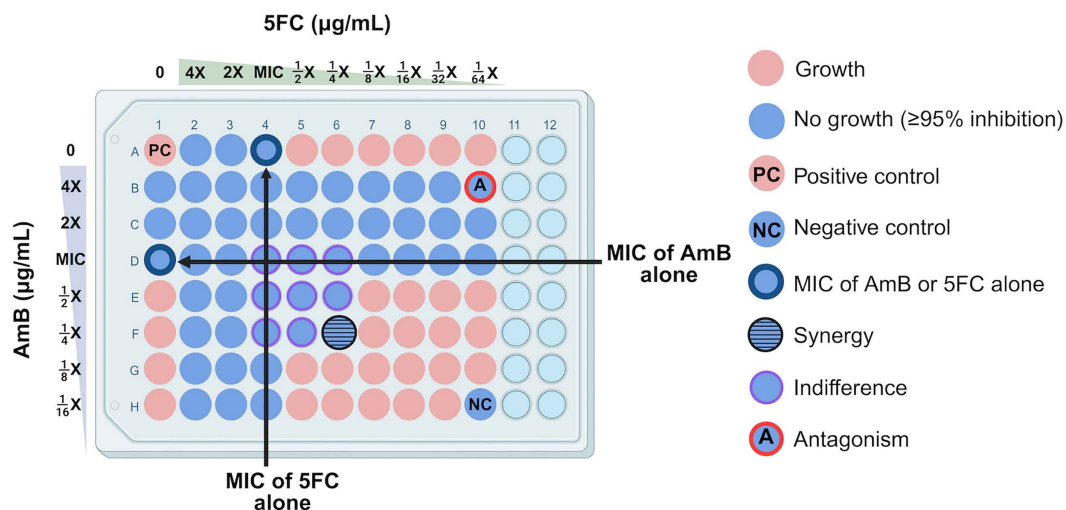 5FC (µg/mL)
0 4X 2X MIC 1/2X 1/4X 1/8X 1/16X 1/32X 1/64X
1 2 3 4 5 6 7 8 9 10 11 12
0 A PC
4X B A
2X C
MIC D
1/2X E
1/4X F
1/8X G
1/16X H NC
AmB (µg/mL)
MIC of AmB
alone
MIC of 5FC
alone
Growth
No growth (≥95% inhibition)
PC Positive control
NC Negative control
MIC of AmB or 5FC alone
Synergy
Indifference
A Antagonism